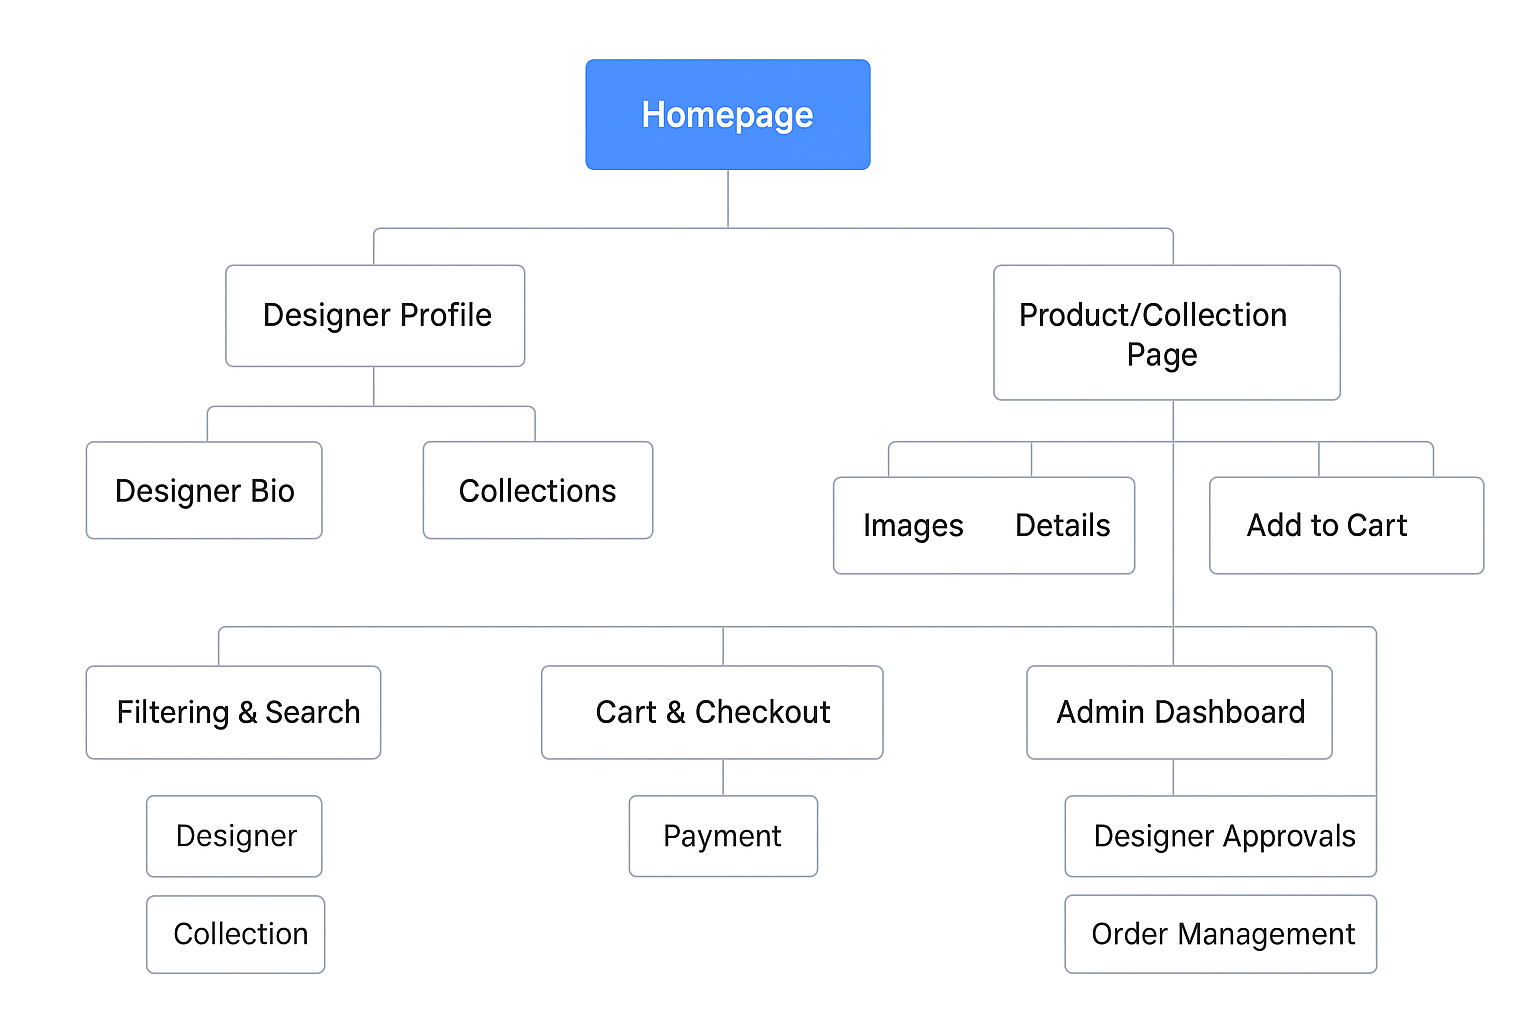 Homepage
Designer Profile
Product/Collection
Page
Designer Bio
Collections
Images
Details
Add to Cart
Filtering & Search
Cart & Checkout
Admin Dashboard
Designer
Payment
Designer Approvals
Collection
Order Management